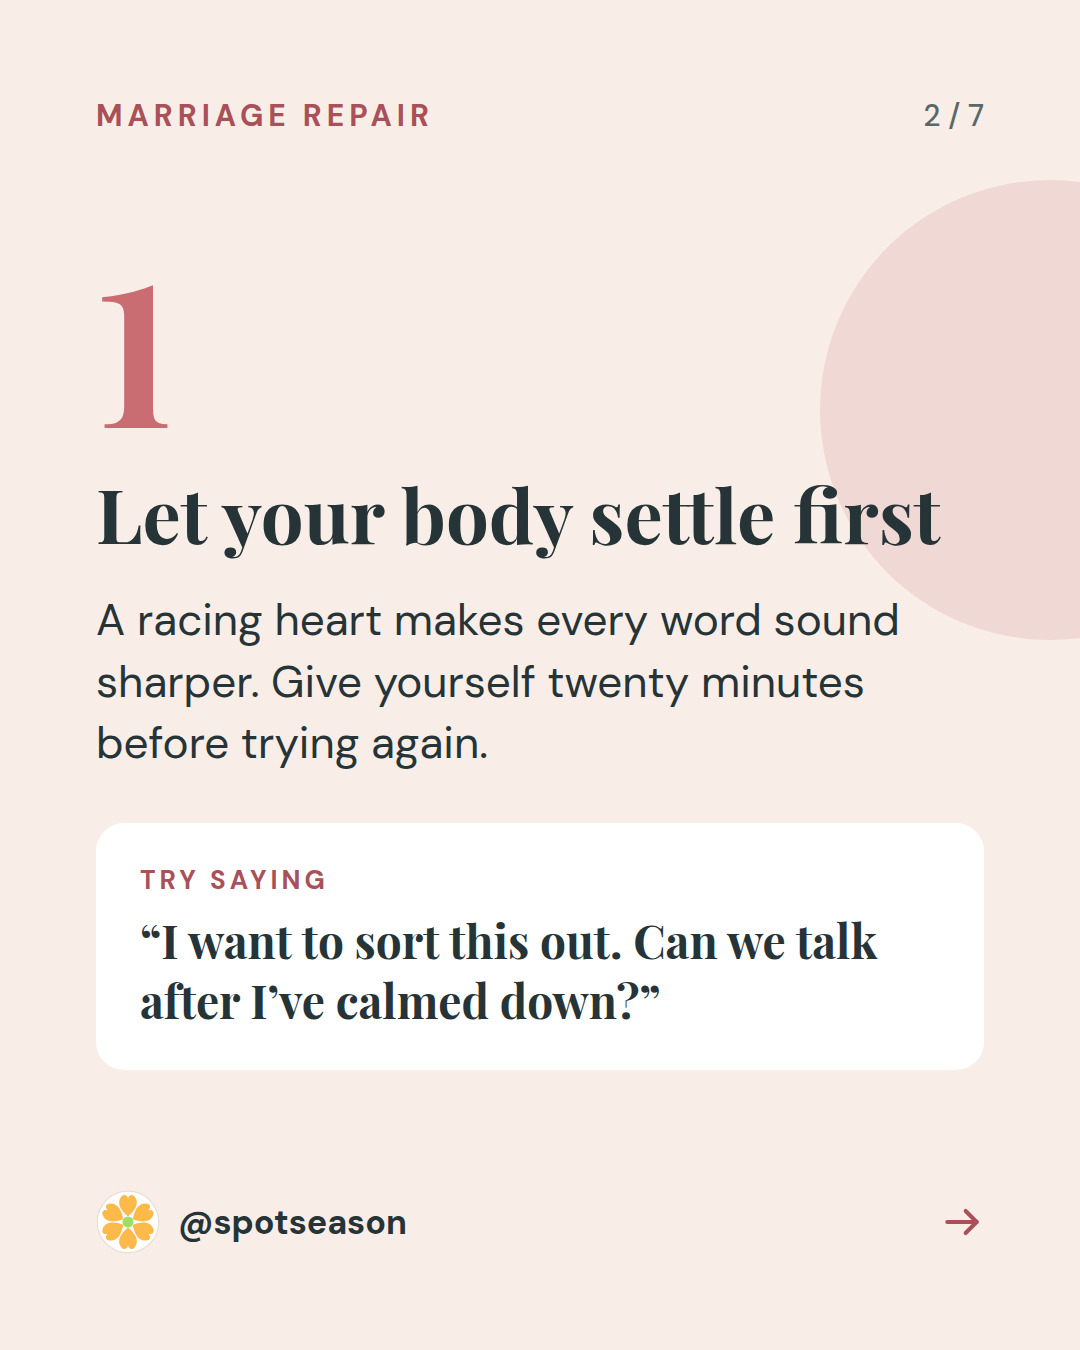 MARRIAGE REPAIR
2 / 7
1
Let your body settle first
A racing heart makes every word sound
sharper. Give yourself twenty minutes
before trying again.
TRY SAYING
“I want to sort this out. Can we talk
after I’ve calmed down?”
@spotseason